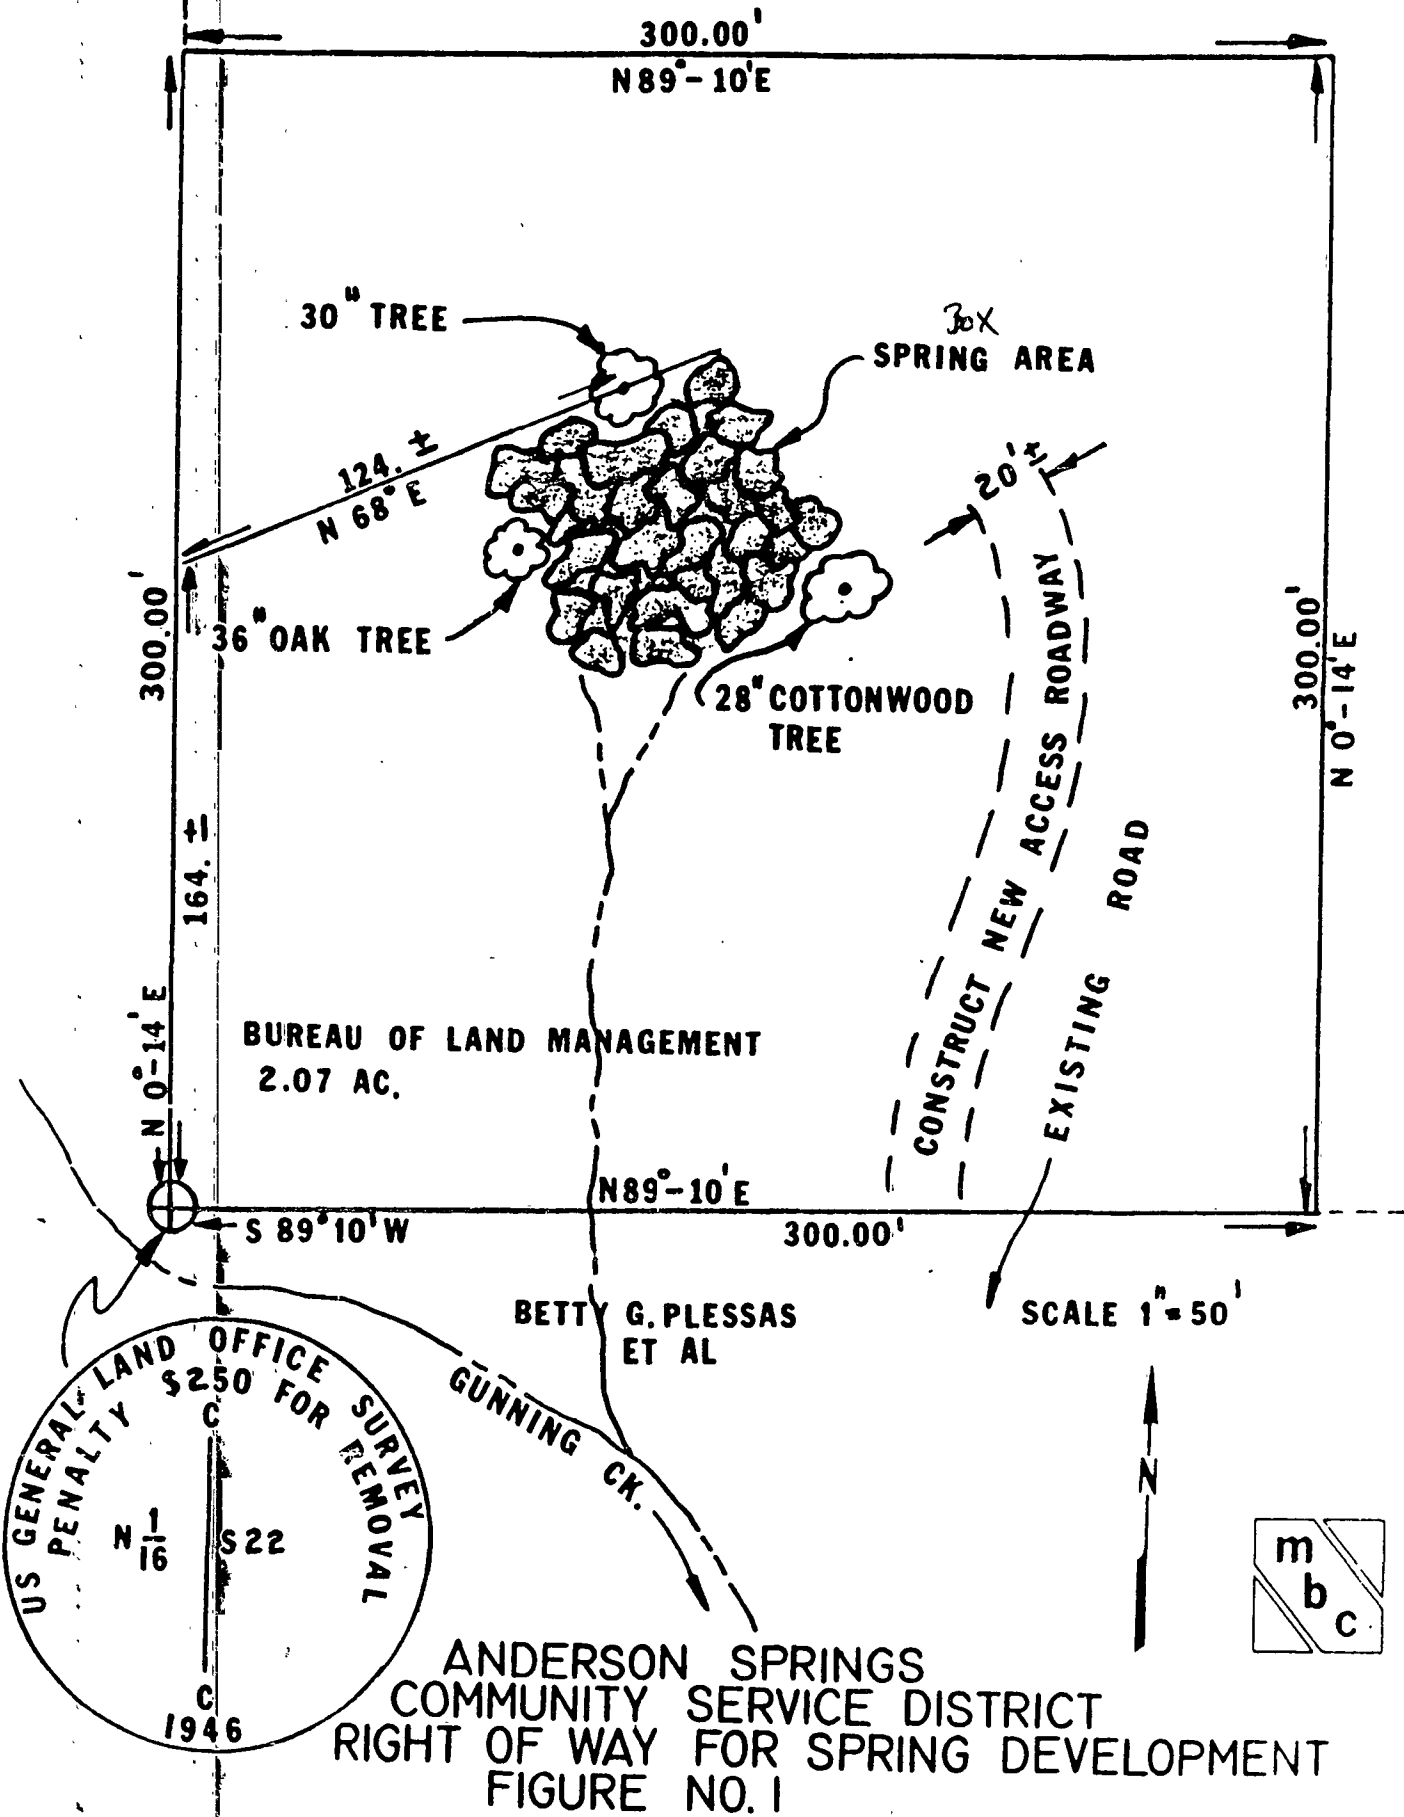 300.00'
N 89°-10'E
30" TREE
Box
SPRING AREA
124. ±
N 68° E
20'±
300.00'
36" OAK TREE
28" COTTONWOOD
TREE
300.00'
N 0°-14' E
CONSTRUCT NEW ACCESS ROADWAY
EXISTING ROAD
164. ±
N 0°-14' E
BUREAU OF LAND MANAGEMENT
2.07 AC.
N 89°-10' E
S 89°10' W
300.00'
BETTY G. PLESSAS
ET AL
SCALE 1"=50'
GUNNING CK.
US GENERAL LAND OFFICE SURVEY
PENALTY $250 FOR REMOVAL
C
N 1/16 S22
C
1946
N
m
b
c
ANDERSON SPRINGS
COMMUNITY SERVICE DISTRICT
RIGHT OF WAY FOR SPRING DEVELOPMENT
FIGURE NO. 1